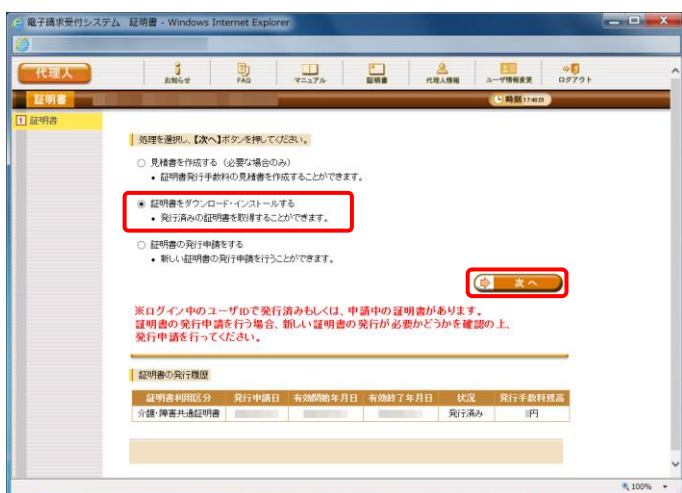 電子請求受付システム 証明書 - Windows Internet Explorer
代理人
お知らせ FAQ マニュアル 証明書 代理人情報 ユーザ情報変更 ログアウト
証明書
時刻 17:40:01
1 証明書
処理を選択し、【次へ】ボタンを押してください。
見積書を作成する（必要な場合のみ）
• 証明書発行手数料の見積書を作成することができます。
証明書をダウンロード・インストールする
• 発行済みの証明書を取得することができます。
証明書の発行申請をする
• 新しい証明書の発行申請を行うことができます。
次へ
※ログイン中のユーザIDで発行済みもしくは、申請中の証明書があります。
証明書の発行申請を行う場合、新しい証明書の発行が必要かどうかを確認の上、
発行申請を行ってください。
証明書の発行履歴
証明書利用区分 発行申請日 有効開始年月日 有効終了年月日 状況 発行手数料残高
介護・障害共通証明書 発行済み 円
100%